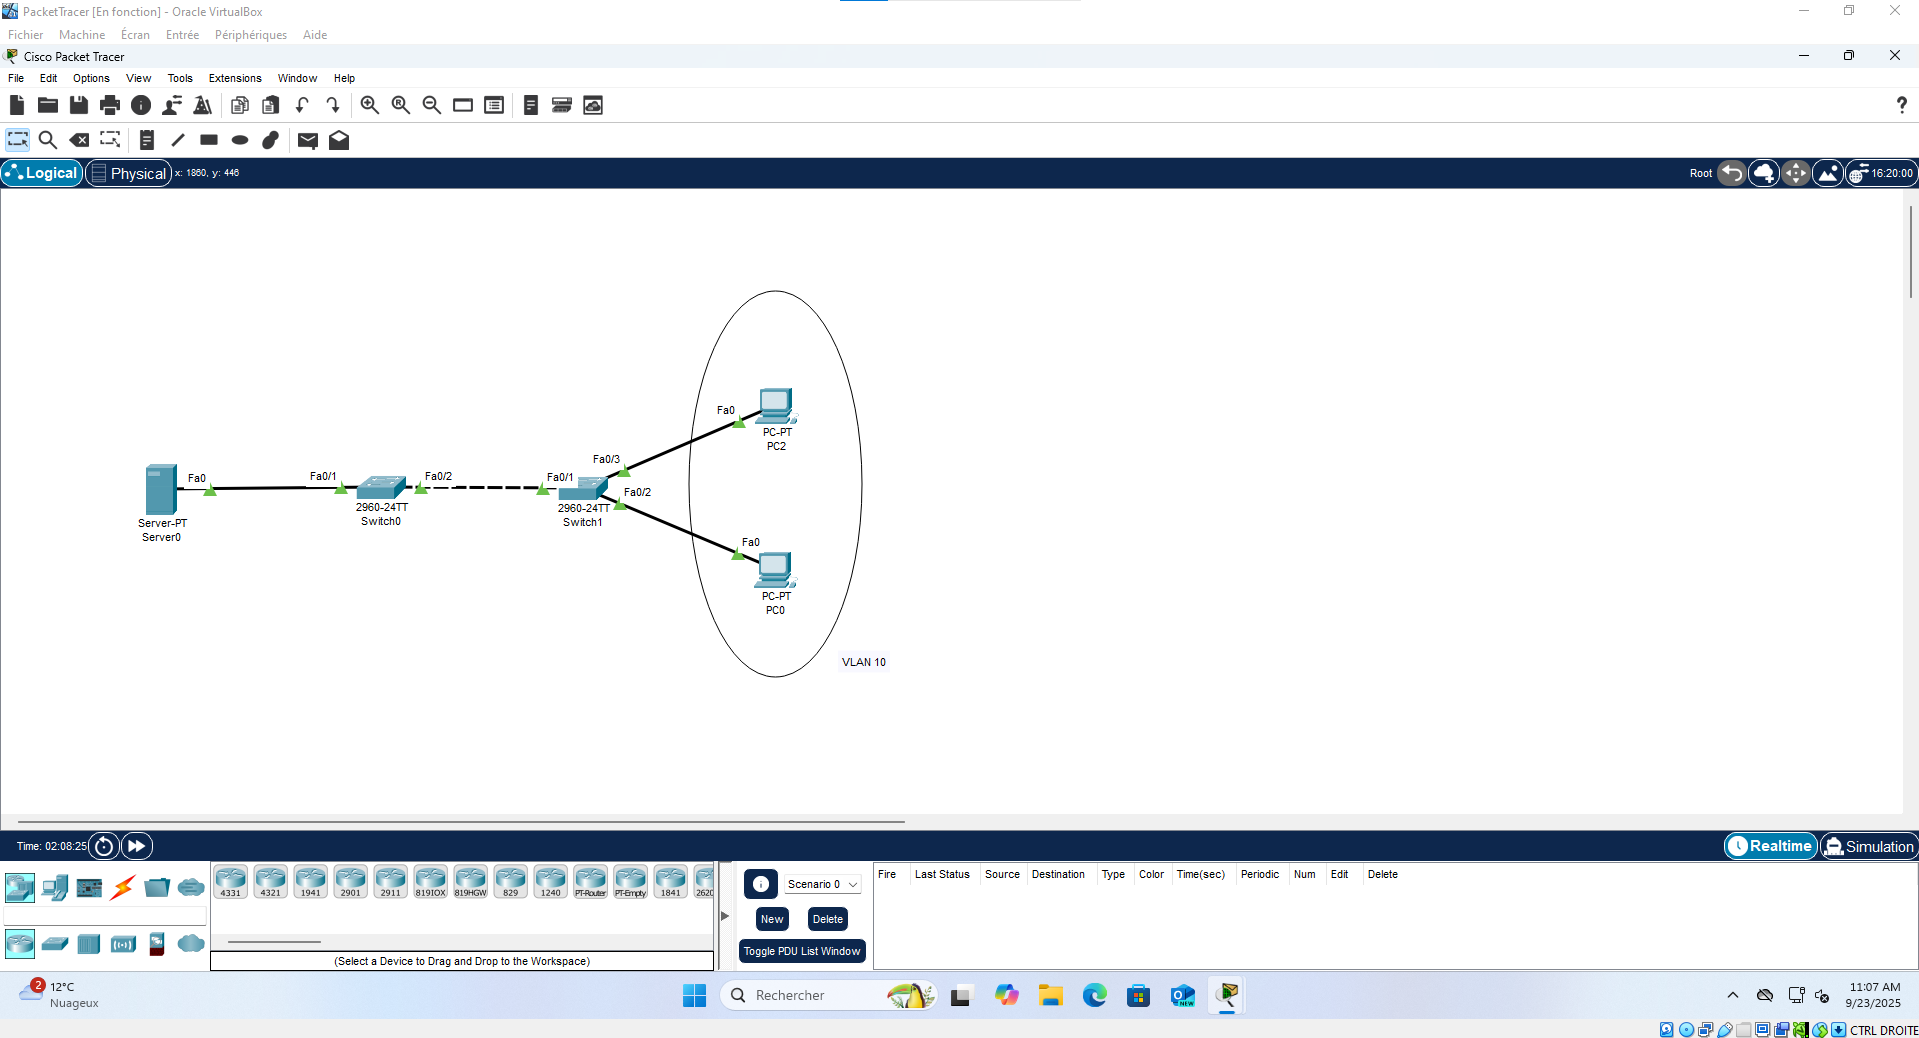 PacketTracer [En fonction] - Oracle VirtualBox
Fichier Machine Écran Entrée Périphériques Aide
Cisco Packet Tracer
File Edit Options View Tools Extensions Window Help
Logical Physical x: 1860, y: 446 Root 16:20:00
Fa0
PC-PT
PC2
Fa0/3
Fa0 Fa0/1 Fa0/2 Fa0/1
Fa0/2
2960-24TT
Switch0
2960-24TT
Switch1
Server-PT
Server0
Fa0
PC-PT
PC0
VLAN 10
Time: 02:08:25 Realtime Simulation
4331 4321 1941 2901 2911 819IOX 819HGW 829 1240 PT-Router PT-Empty 1841 2620
(Select a Device to Drag and Drop to the Workspace)
Scenario 0
New Delete
Toggle PDU List Window
Fire Last Status Source Destination Type Color Time(sec) Periodic Num Edit Delete
2
12°C
Nuageux
Rechercher
NEW
11:07 AM
9/23/2025
CTRL DROITE